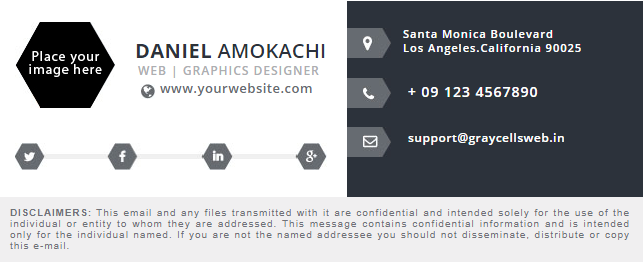 Place your
image here
DANIEL AMOKACHI
WEB | GRAPHICS DESIGNER
www.yourwebsite.com
Santa Monica Boulevard
Los Angeles.California 90025
+ 09 123 4567890
support@graycellsweb.in
DISCLAIMERS: This email and any files transmitted with it are confidential and intended solely for the use of the
individual or entity to whom they are addressed. This message contains confidential information and is intended
only for the individual named. If you are not the named addressee you should not disseminate, distribute or copy
this e-mail.